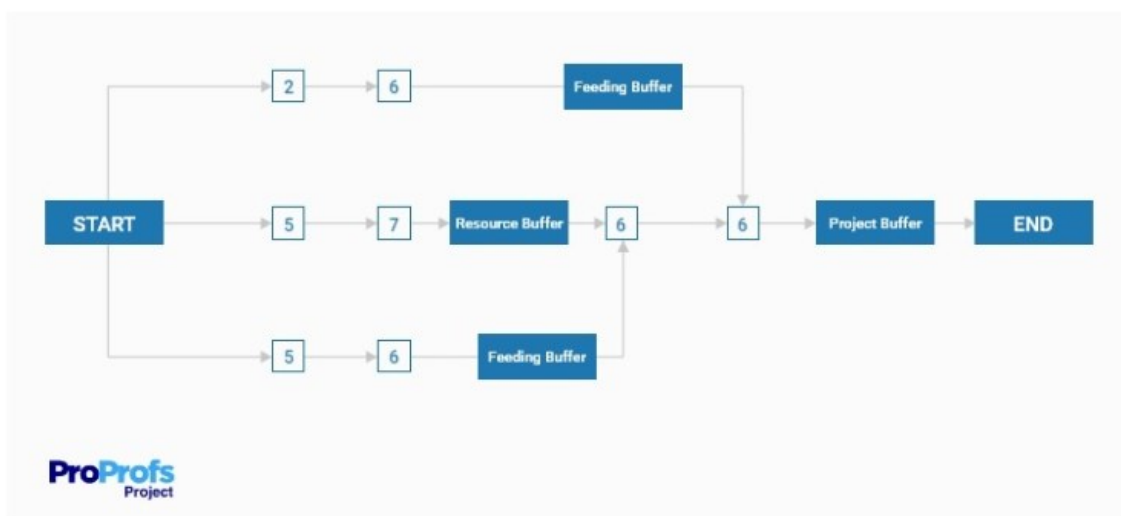 2
6
Feeding Buffer
START
5
7
Resource Buffer
6
6
Project Buffer
END
5
6
Feeding Buffer
ProProfs
Project